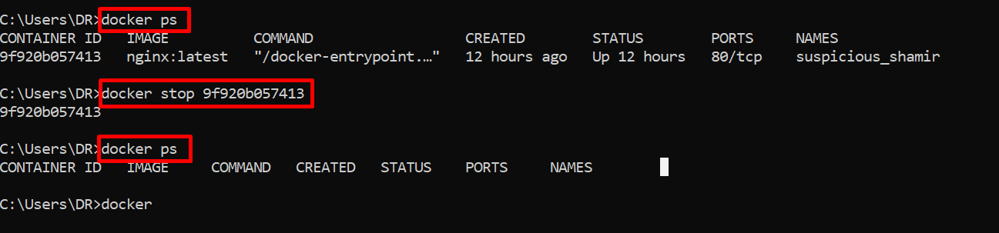 C:\Users\DR>docker ps
CONTAINER ID   IMAGE          COMMAND                  CREATED        STATUS        PORTS     NAMES
9f920b057413   nginx:latest   "/docker-entrypoint.…"   12 hours ago   Up 12 hours   80/tcp    suspicious_shamir
C:\Users\DR>docker stop 9f920b057413
9f920b057413
C:\Users\DR>docker ps
CONTAINER ID   IMAGE     COMMAND   CREATED   STATUS    PORTS     NAMES
C:\Users\DR>docker